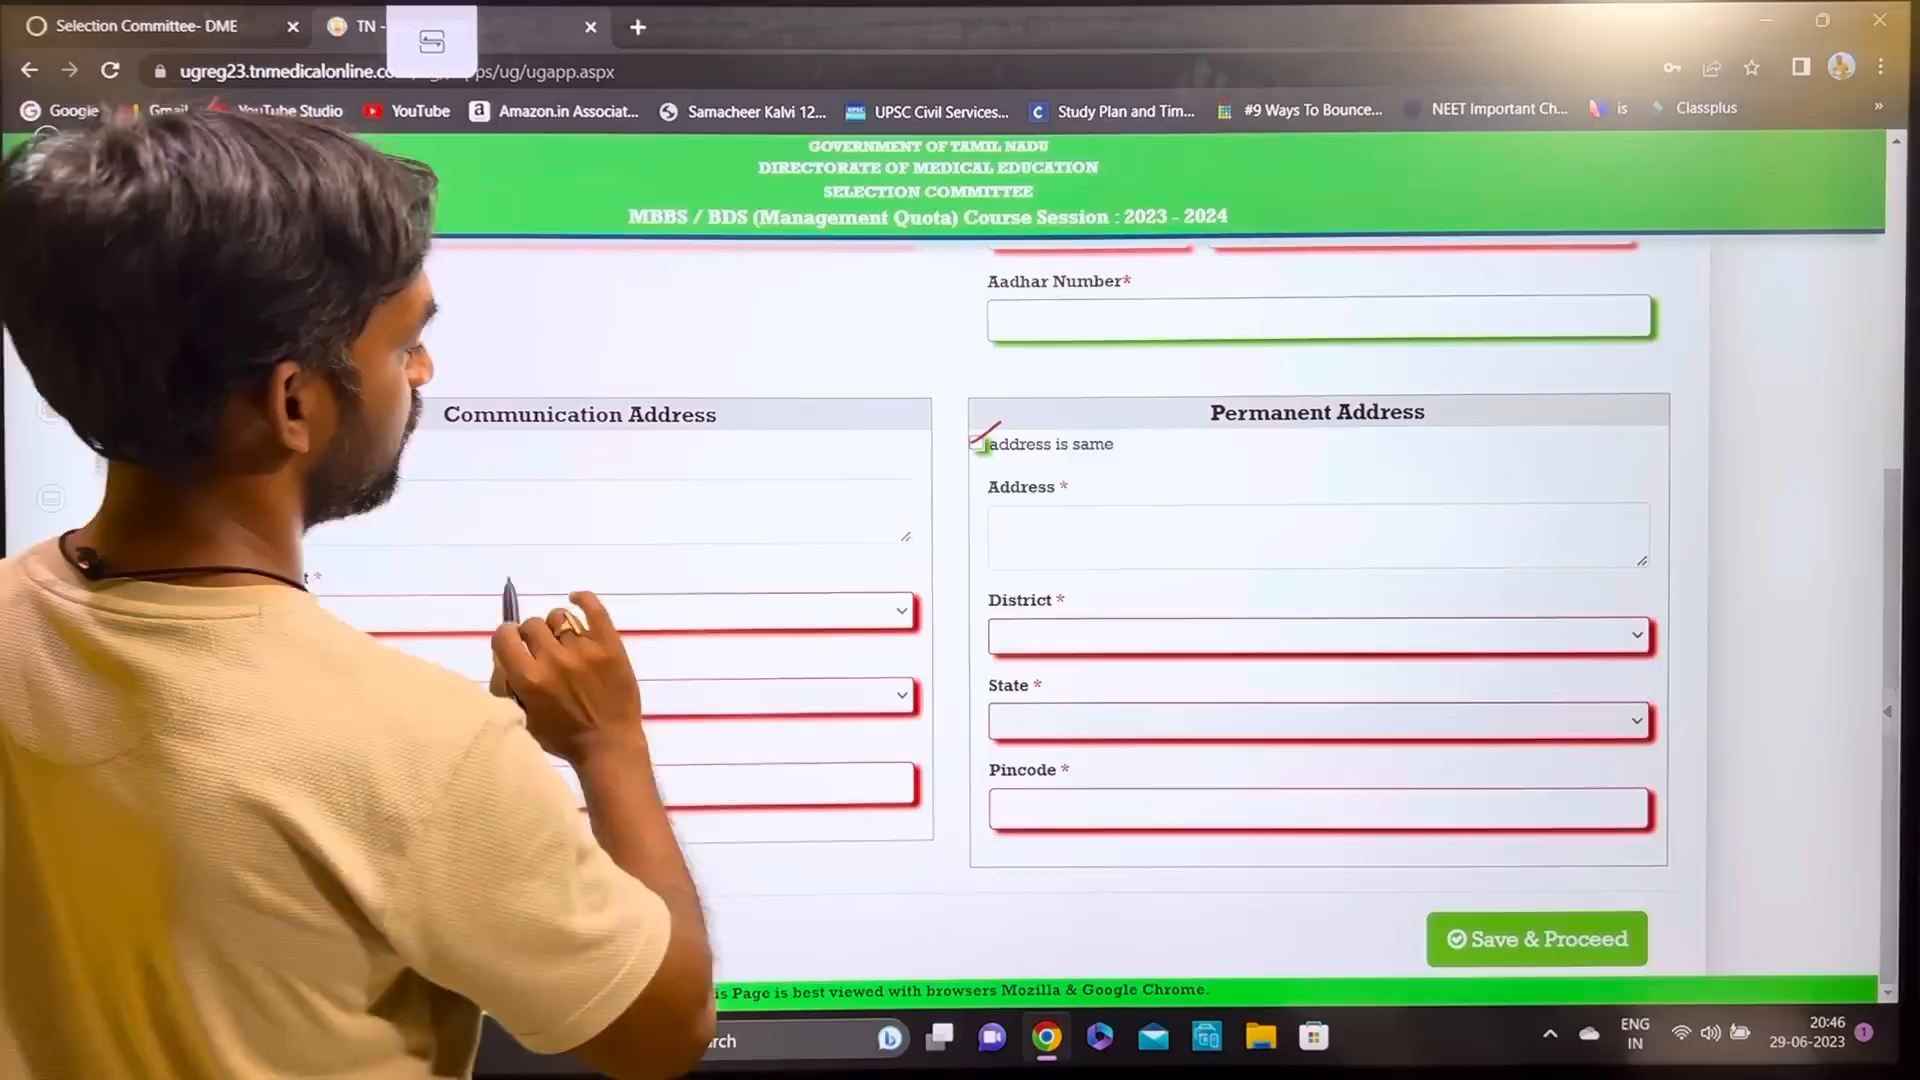 Selection Committee- DME
TN -
ugreg23.tnmedicalonline.co ps/ug/ugapp.aspx
Google
Gmail
YouTube Studio
YouTube
Amazon.in Associat...
Samacheer Kalvi 12...
UPSC Civil Services...
Study Plan and Tim...
#9 Ways To Bounce...
NEET Important Ch...
is
Classplus
»
GOVERNMENT OF TAMIL NADU
DIRECTORATE OF MEDICAL EDUCATION
SELECTION COMMITTEE
MBBS / BDS (Management Quota) Course Session : 2023 - 2024
Aadhar Number*
Communication Address
t *
Permanent Address
address is same
Address *
District *
State *
Pincode *
Save & Proceed
is Page is best viewed with browsers Mozilla & Google Chrome.
rch
ENG
IN
20:46
29-06-2023
1